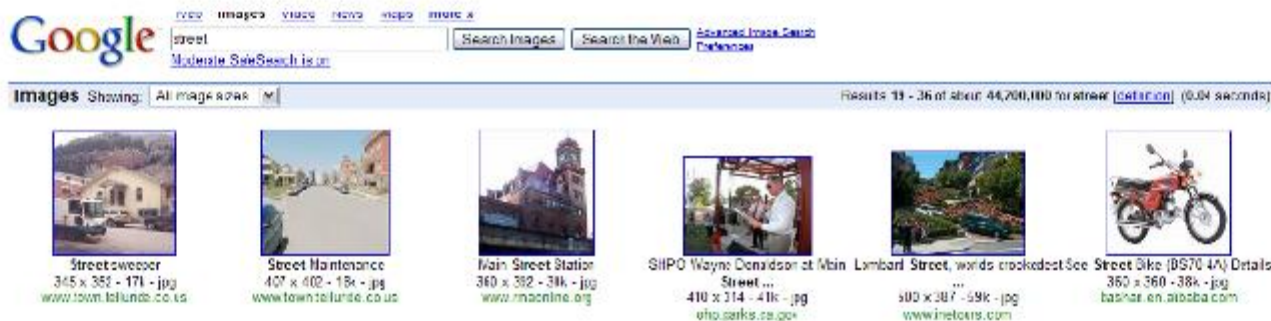 Web Images Video News Maps more »
Google
street
Search Images
Search the Web
Advanced Image Search
Preferences
Moderate SafeSearch is on
Images Showing: All image sizes
Results 19 - 36 of about 44,200,000 for street [definition] (0.04 seconds)
Street sweeper
345 x 352 - 17k - jpg
www.town.telluride.co.us
Street Maintenance
407 x 402 - 18k - jpg
www.town.telluride.co.us
Main Street Station
360 x 392 - jpg
www.rmaonline.org
SHPO Wayne Donaldson at Main
Street ...
410 x 314 - 41k - jpg
ohp.parks.ca.gov
Lombard Street, worlds crookedest
...
500 x 387 - 59k - jpg
www.inetours.com
See Street Bike (BS70-4A) Details
360 x 360 - 38k - jpg
bashan.en.alibaba.com